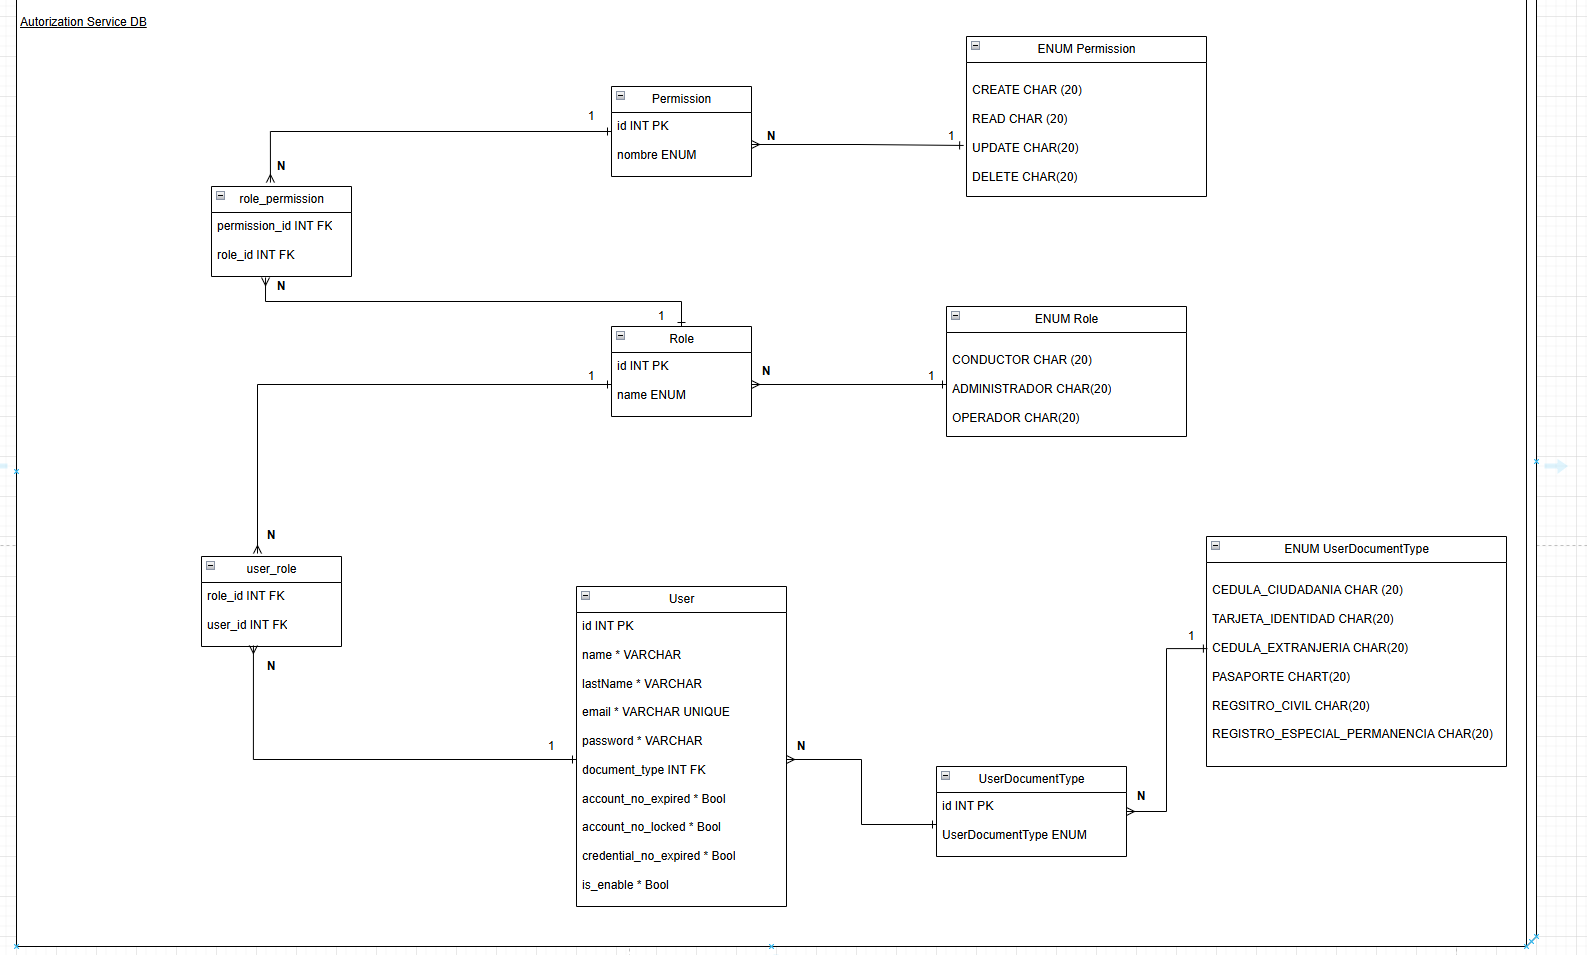 Autorization Service DB
ENUM Permission
CREATE CHAR (20)
READ CHAR (20)
UPDATE CHAR(20)
DELETE CHAR(20)
Permission
id INT PK
nombre ENUM
1
N
N
1
role_permission
permission_id INT FK
role_id INT FK
N
1
Role
id INT PK
name ENUM
1
N
1
ENUM Role
CONDUCTOR CHAR (20)
ADMINISTRADOR CHAR(20)
OPERADOR CHAR(20)
N
user_role
role_id INT FK
user_id INT FK
N
1
User
id INT PK
name * VARCHAR
lastName * VARCHAR
email * VARCHAR UNIQUE
password * VARCHAR
document_type INT FK
account_no_expired * Bool
account_no_locked * Bool
credential_no_expired * Bool
is_enable * Bool
N
UserDocumentType
id INT PK
UserDocumentType ENUM
N
1
ENUM UserDocumentType
CEDULA_CIUDADANIA CHAR (20)
TARJETA_IDENTIDAD CHAR(20)
CEDULA_EXTRANJERIA CHAR(20)
PASAPORTE CHART(20)
REGSITRO_CIVIL CHAR(20)
REGISTRO_ESPECIAL_PERMANENCIA CHAR(20)